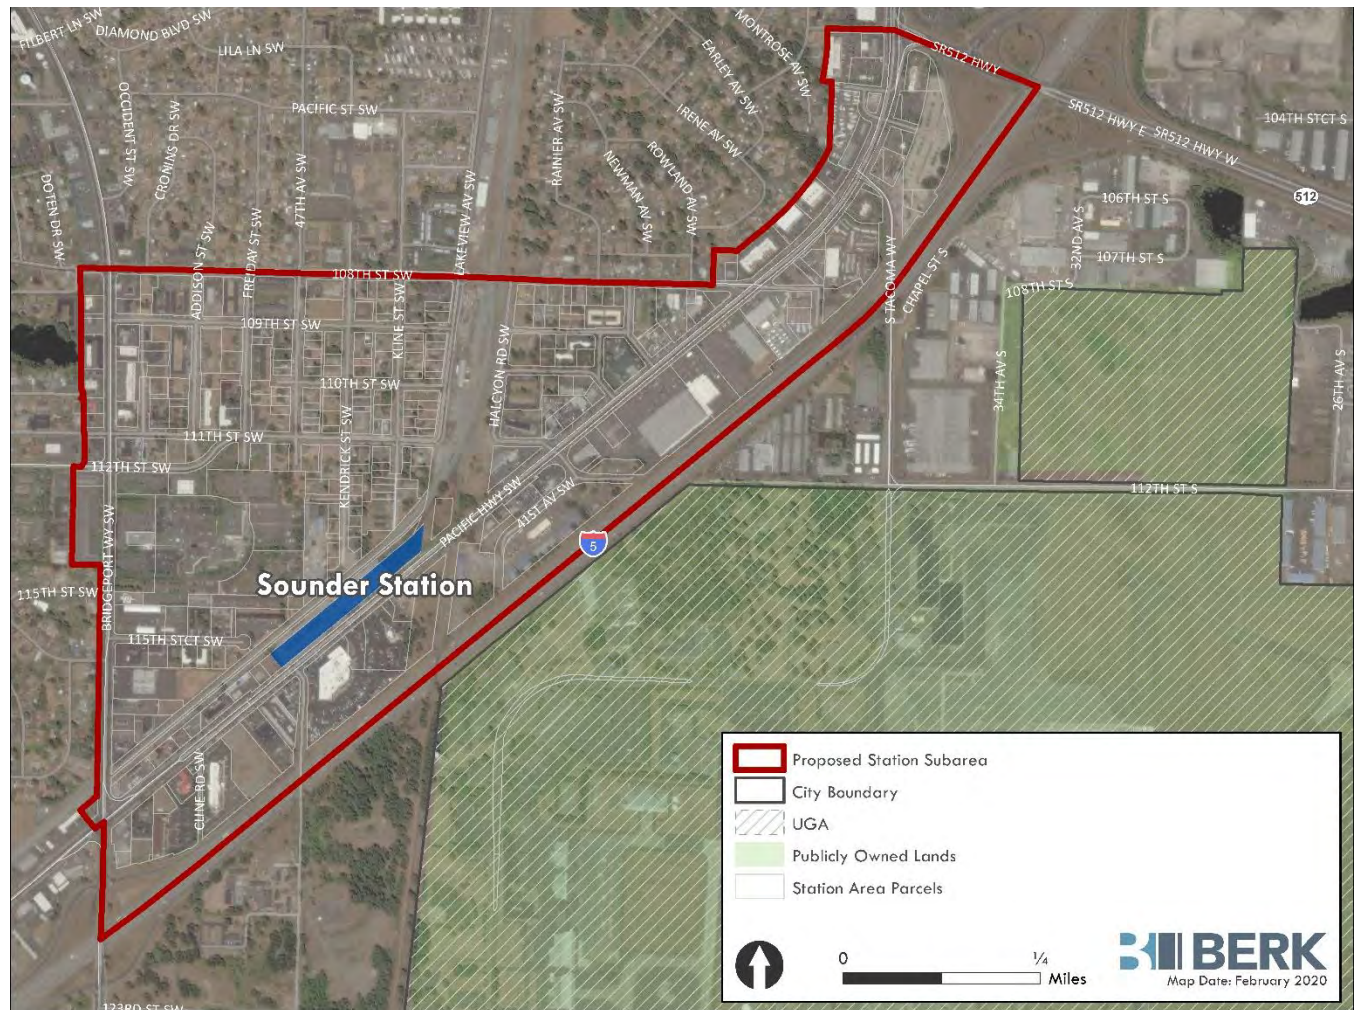 FILBERT LN SW
DIAMOND BLVD SW
LILA LN SW
MONTROSE AV SW
EARLEY AV SW
SR512 HWY
OCCIDENT ST SW
CRONINS DR SW
PACIFIC ST SW
IRENE AV SW
SR512 HWY E
SR512 HWY W
104TH STCT S
DOTEN DR SW
47TH AV SW
LAKEVIEW AV SW
RAINIER AV SW
NEWMAN AV SW
ROWLAND AV SW
512
106TH ST S
32ND AV S
107TH ST S
108TH ST S
ADDISON ST SW
FREIDAY ST SW
108TH ST SW
S TACOMA WY
CHAPEL ST S
109TH ST SW
KLINE ST SW
HALCYON RD SW
34TH AV S
26TH AV S
110TH ST SW
111TH ST SW
112TH ST SW
KENDRICK ST SW
PACIFIC HWY SW
41ST AV SW
112TH ST S
BRIDGEPORT WY SW
5
Sounder Station
115TH ST SW
115TH STCT SW
CLINE RD SW
123RD ST SW
Proposed Station Subarea
City Boundary
UGA
Publicly Owned Lands
Station Area Parcels
0
¼
Miles
BERK
Map Date: February 2020